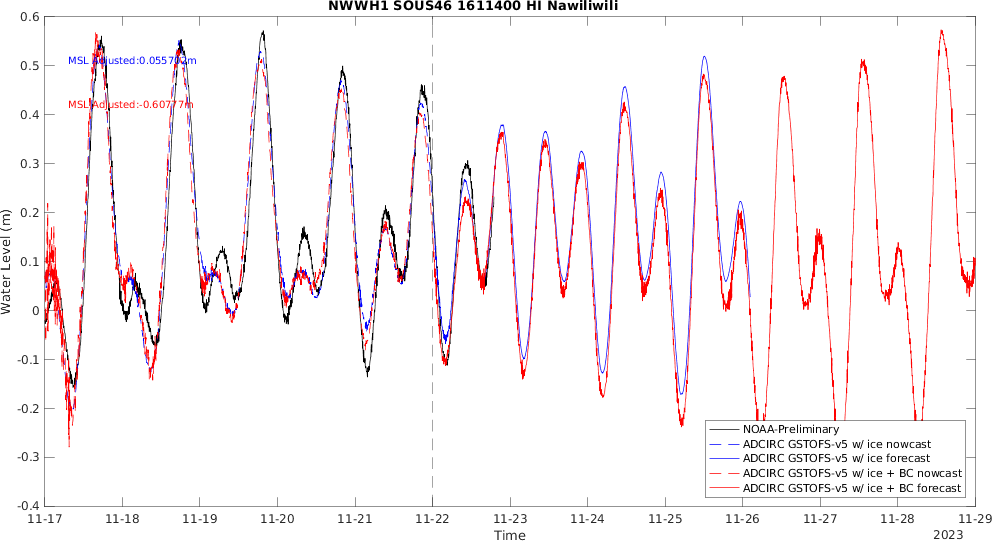 NWWH1 SOUS46 1611400 HI Nawiliwili
0.6
0.5
0.4
0.3
0.2
0.1
0
-0.1
-0.2
-0.3
-0.4
Water Level (m)
MSL Adjusted:0.055702m
MSL Adjusted:-0.60777m
NOAA-Preliminary
ADCIRC GSTOFS-v5 w/ ice nowcast
ADCIRC GSTOFS-v5 w/ ice forecast
ADCIRC GSTOFS-v5 w/ ice + BC nowcast
ADCIRC GSTOFS-v5 w/ ice + BC forecast
11-17 11-18 11-19 11-20 11-21 11-22 11-23 11-24 11-25 11-26 11-27 11-28 11-29
Time
2023